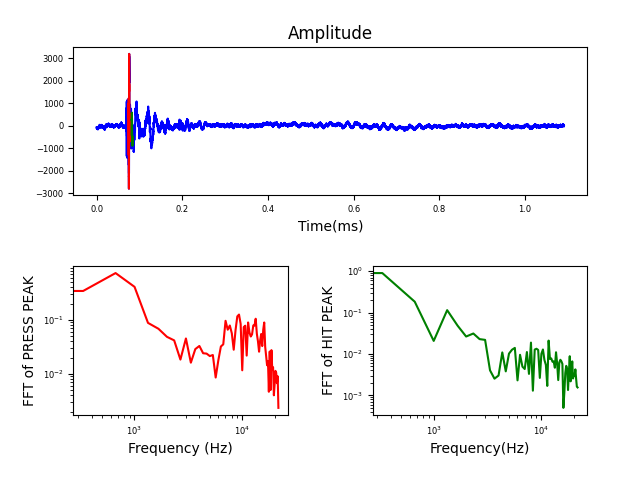 Amplitude
3000
2000
1000
0
−1000
−2000
−3000
0.0 0.2 0.4 0.6 0.8 1.0
Time(ms)
FFT of PRESS PEAK
10⁻¹
10⁻²
10³ 10⁴
Frequency (Hz)
FFT of HIT PEAK
10⁰
10⁻¹
10⁻²
10⁻³
10³ 10⁴
Frequency(Hz)